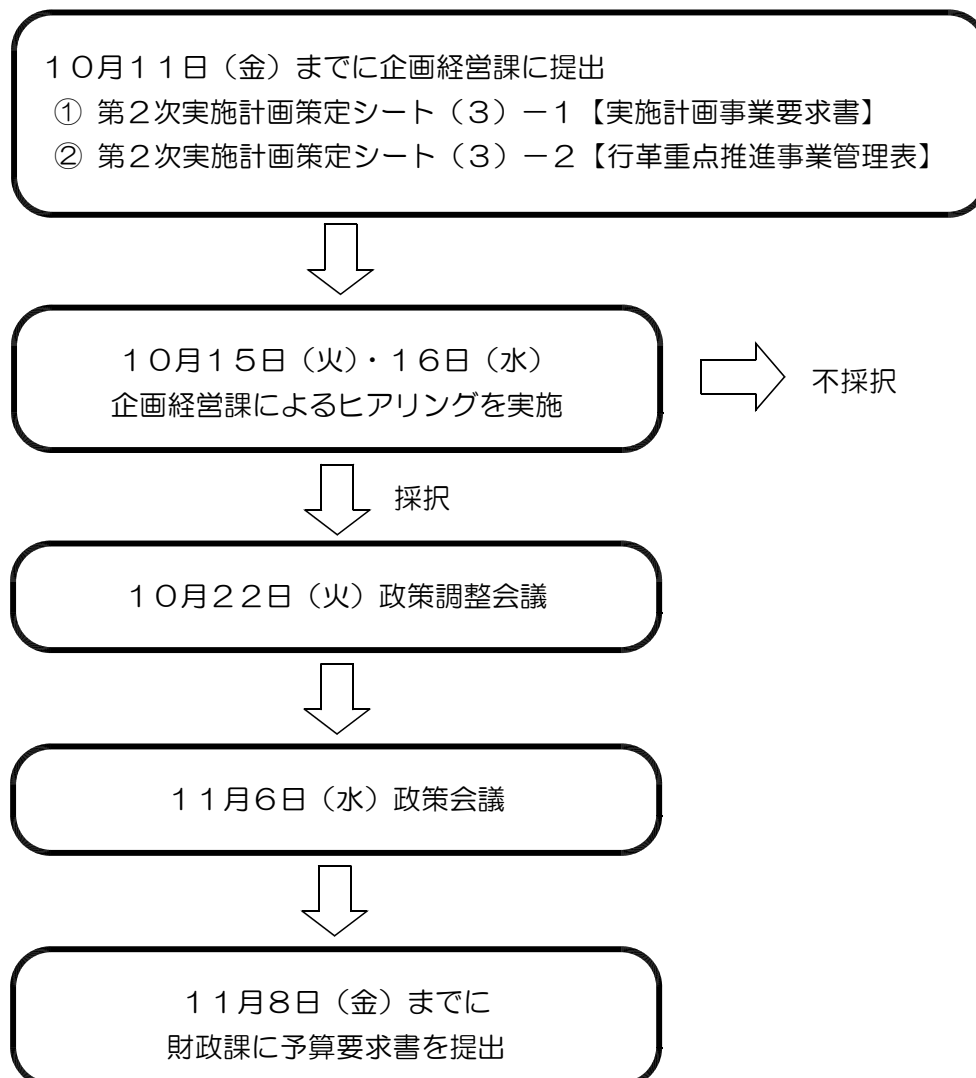 １０月１１日（金）までに企画経営課に提出
① 第２次実施計画策定シート（３）－１【実施計画事業要求書】
② 第２次実施計画策定シート（３）－２【行革重点推進事業管理表】
１０月１５日（火）・１６日（水）
企画経営課によるヒアリングを実施
不採択
採択
１０月２２日（火）政策調整会議
１１月６日（水）政策会議
１１月８日（金）までに
財政課に予算要求書を提出